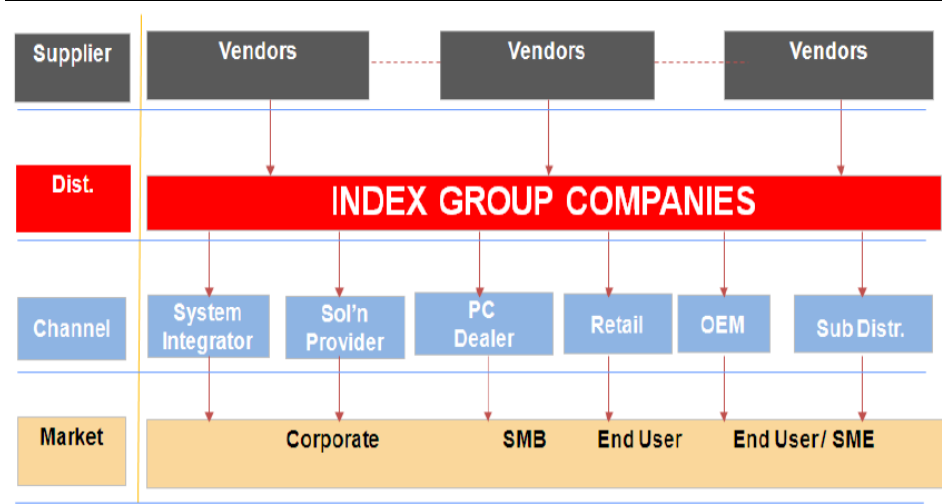 Supplier
Vendors
Vendors
Vendors
Dist.
INDEX GROUP COMPANIES
Channel
System
Integrator
Sol'n
Provider
PC
Dealer
Retail
OEM
Sub Distr.
Market
Corporate
SMB
End User
End User/ SME